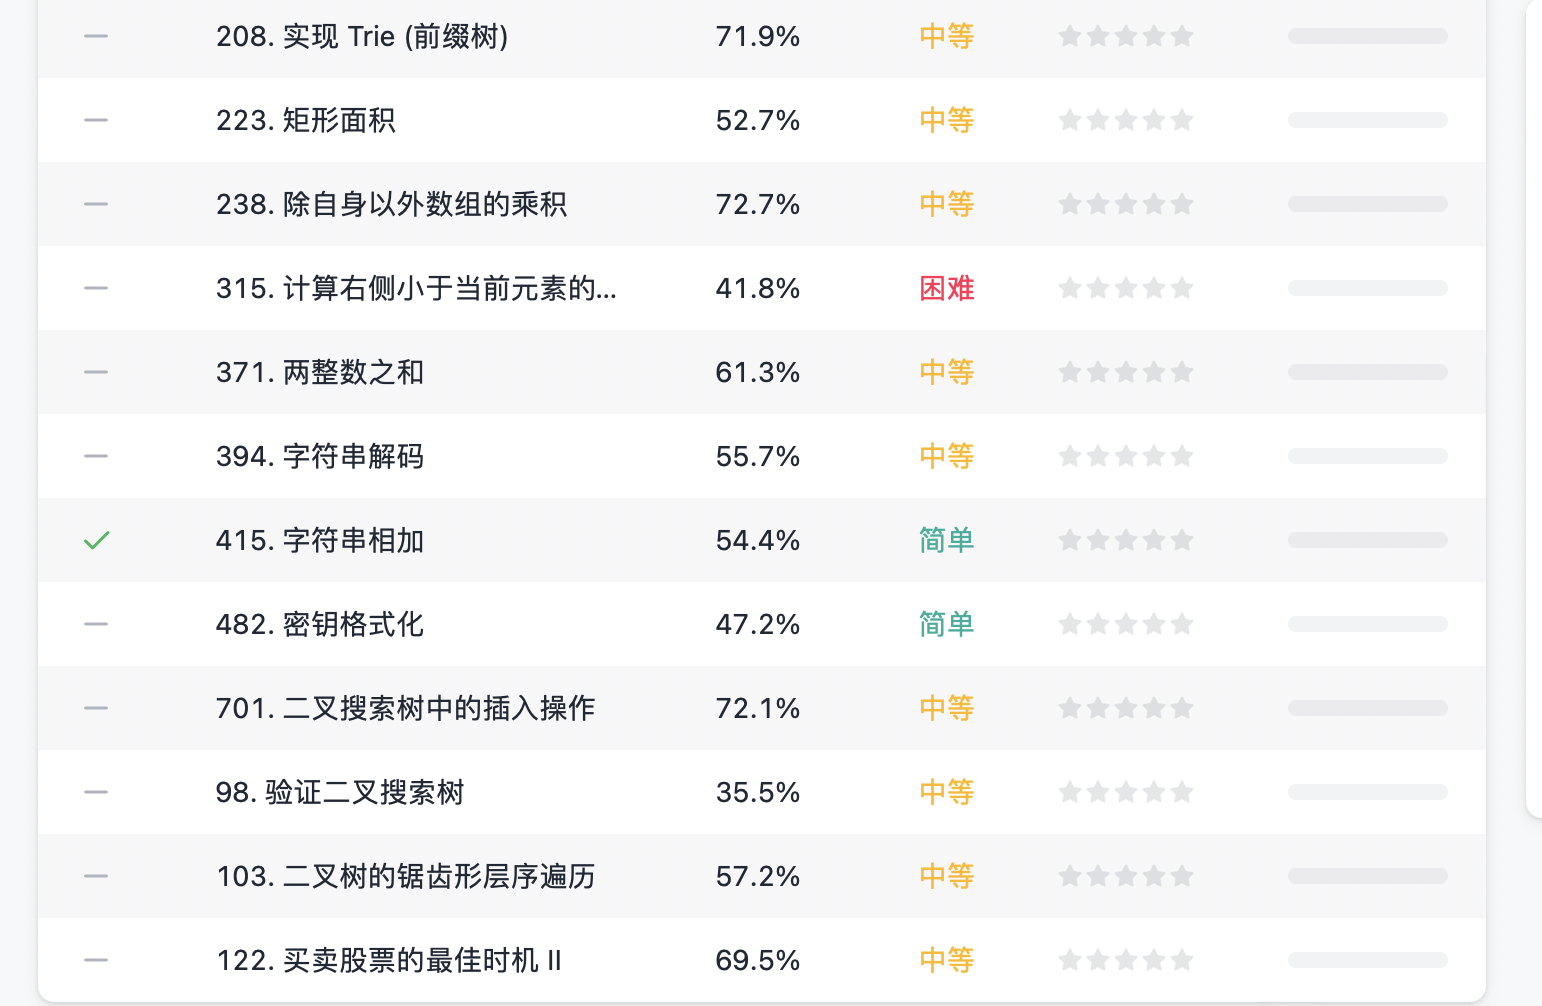 208. 实现 Trie (前缀树) 71.9% 中等
223. 矩形面积 52.7% 中等
238. 除自身以外数组的乘积 72.7% 中等
315. 计算右侧小于当前元素的... 41.8% 困难
371. 两整数之和 61.3% 中等
394. 字符串解码 55.7% 中等
415. 字符串相加 54.4% 简单
482. 密钥格式化 47.2% 简单
701. 二叉搜索树中的插入操作 72.1% 中等
98. 验证二叉搜索树 35.5% 中等
103. 二叉树的锯齿形层序遍历 57.2% 中等
122. 买卖股票的最佳时机 II 69.5% 中等